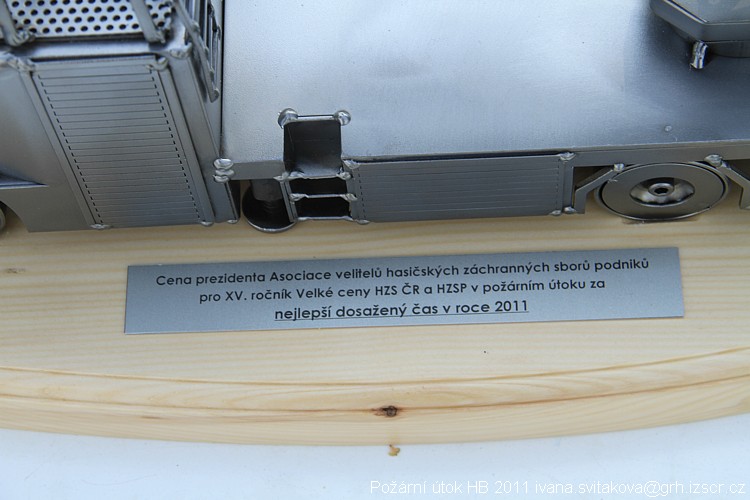 Cena prezidenta Asociace velitelů hasičských záchranných sborů podniků
pro XV. ročník Velké ceny HZS ČR a HZSP v požárním útoku za
nejlepší dosažený čas v roce 2011
Požární útok HB 2011 ivana.svitakova@grh.izscr.cz